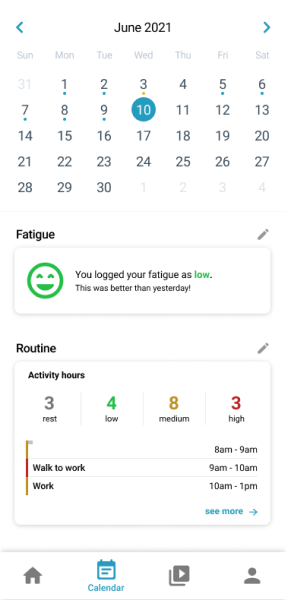 June 2021
Sun Mon Tue Wed Thu Fri Sat
31 1 2 3 4 5 6
7 8 9 10 11 12 13
14 15 16 17 18 19 20
21 22 23 24 25 26 27
28 29 30 1 2 3 4
Fatigue
You logged your fatigue as low.
This was better than yesterday!
Routine
Activity hours
3 4 8 3
rest low medium high
8am - 9am
Walk to work 9am - 10am
Work 10am - 1pm
see more
Calendar